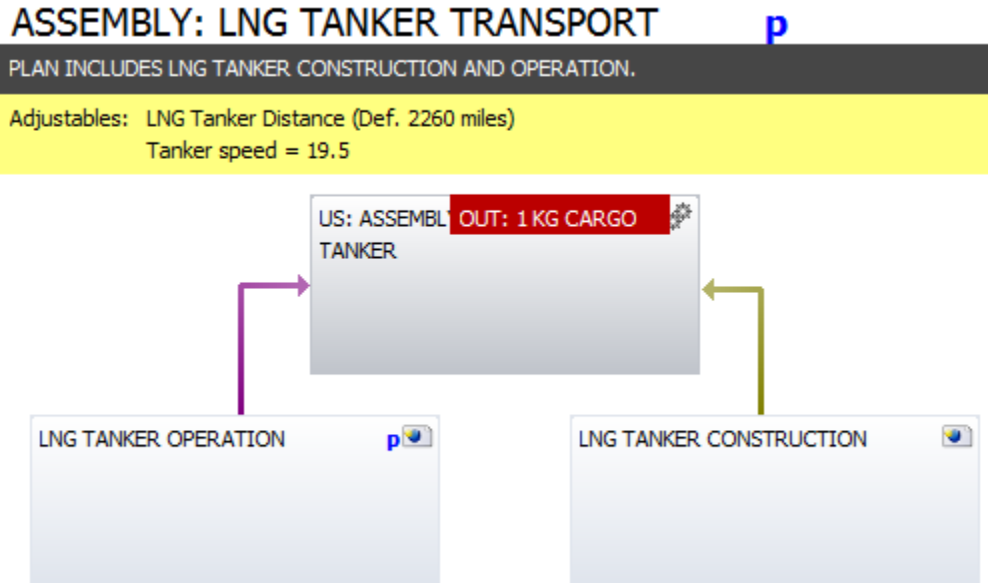 ASSEMBLY: LNG TANKER TRANSPORT p
PLAN INCLUDES LNG TANKER CONSTRUCTION AND OPERATION.
Adjustables: LNG Tanker Distance (Def. 2260 miles)
Tanker speed = 19.5
US: ASSEMBL OUT: 1 KG CARGO
TANKER
LNG TANKER OPERATION p
LNG TANKER CONSTRUCTION